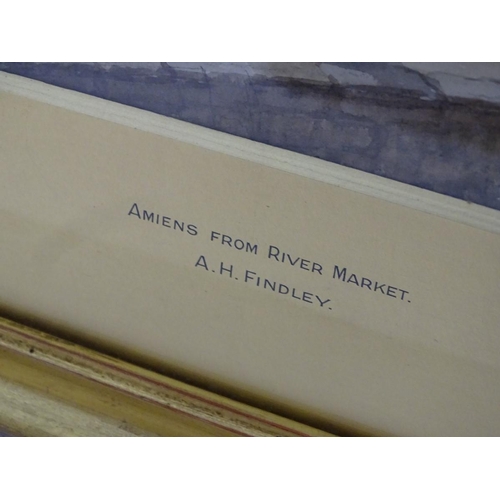 AMIENS FROM RIVER MARKET.
A.H. FINDLEY.